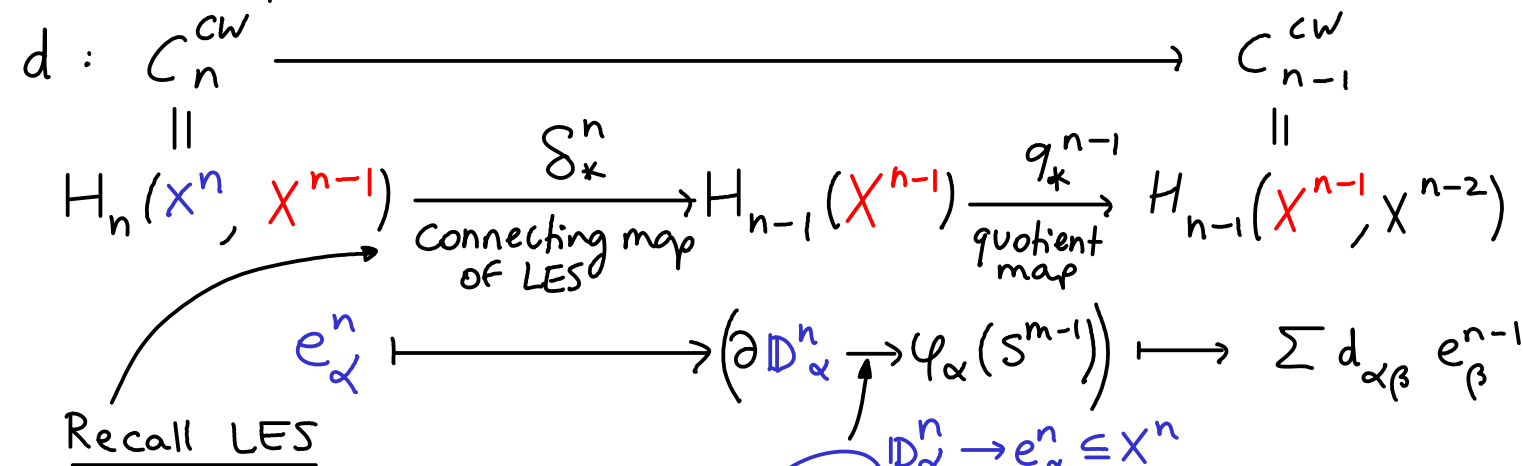 d : C_n^{CW} ⟶ C_{n-1}^{CW}
|| ||
δ_*^n q_*^{n-1}
H_n(X^n, X^{n-1}) ⟶ H_{n-1}(X^{n-1}) ⟶ H_{n-1}(X^{n-1}, X^{n-2})
connecting map quotient
of LES map
e_α^n ⟼ (∂𝔻_α^n → φ_α(S^{m-1})) ⟼ Σ d_{αβ} e_β^{n-1}
Recall LES
𝔻_α^n → e_α^n ⊆ X^n